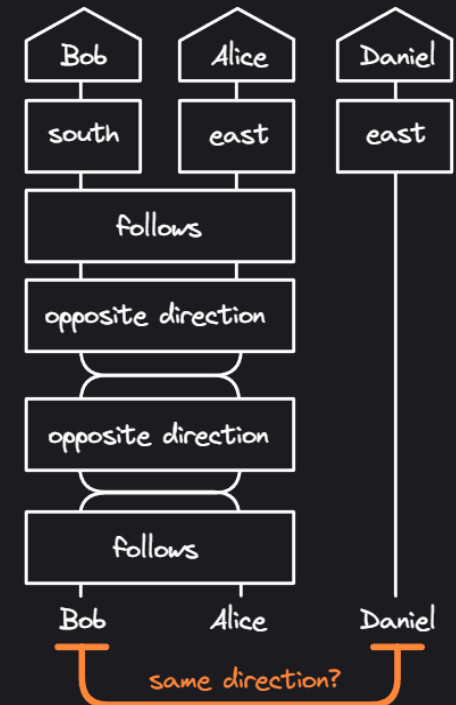 Bob Alice Daniel
south east east
follows
opposite direction
opposite direction
follows
Bob Alice Daniel
same direction?